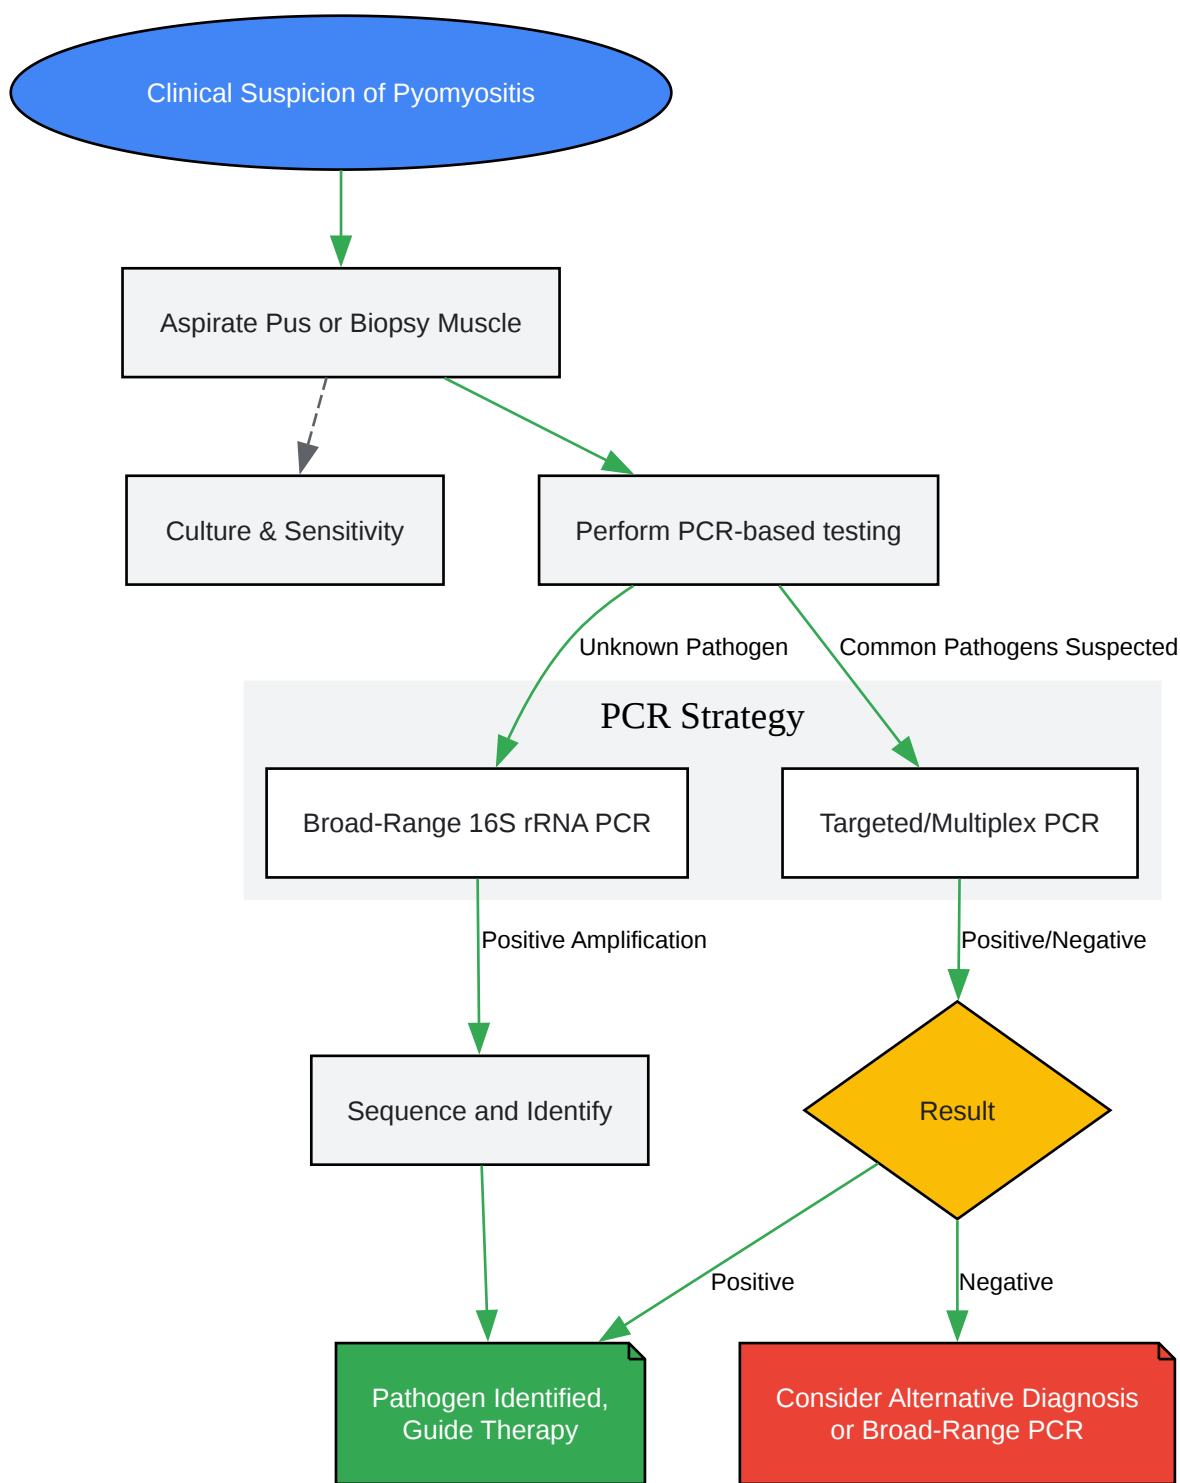 Clinical Suspicion of Pyomyositis
Aspirate Pus or Biopsy Muscle
Culture & Sensitivity
Perform PCR-based testing
Unknown Pathogen
Common Pathogens Suspected
PCR Strategy
Broad-Range 16S rRNA PCR
Targeted/Multiplex PCR
Positive Amplification
Positive/Negative
Sequence and Identify
Result
Positive
Negative
Pathogen Identified,
Guide Therapy
Consider Alternative Diagnosis
or Broad-Range PCR